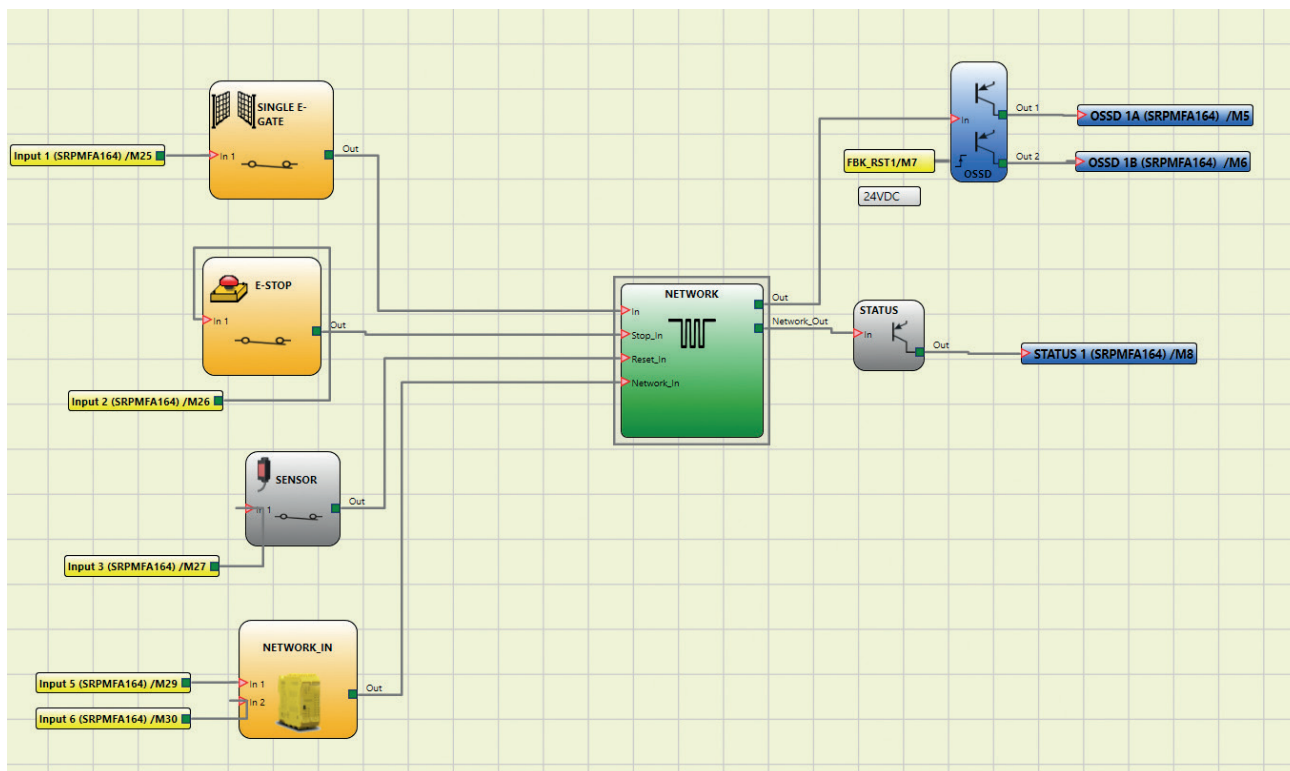 SINGLE E-
GATE
Input 1 (SRPMFA164) /M25
In 1
Out
E-STOP
In 1
Out
Input 2 (SRPMFA164) /M26
SENSOR
In 1
Out
Input 3 (SRPMFA164) /M27
NETWORK_IN
Input 5 (SRPMFA164) /M29
In 1
In 2
Out
Input 6 (SRPMFA164) /M30
NETWORK
In
Stop_In
Reset_In
Network_In
Out
Network_Out
In
Out 1
Out 2
OSSD
OSSD 1A (SRPMFA164) /M5
OSSD 1B (SRPMFA164) /M6
FBK_RST1/M7
24VDC
STATUS
In
Out
STATUS 1 (SRPMFA164) /M8